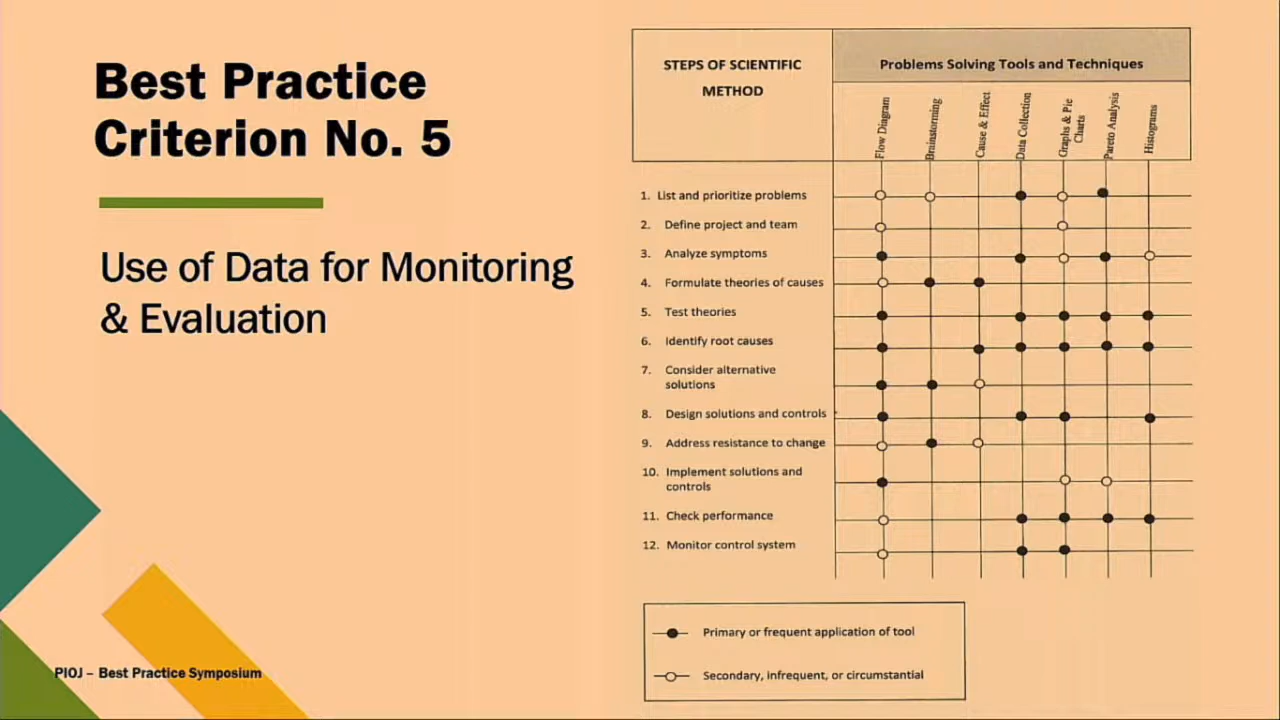 Best Practice
Criterion No. 5
Use of Data for Monitoring
& Evaluation
PIOJ – Best Practice Symposium
STEPS OF SCIENTIFIC
METHOD
Problems Solving Tools and Techniques
Flow Diagram
Brainstorming
Cause & Effect
Data Collection
Graphs & Pie
Charts
Pareto Analysis
Histograms
1. List and prioritize problems
2. Define project and team
3. Analyze symptoms
4. Formulate theories of causes
5. Test theories
6. Identify root causes
7. Consider alternative
solutions
8. Design solutions and controls
9. Address resistance to change
10. Implement solutions and
controls
11. Check performance
12. Monitor control system
Primary or frequent application of tool
Secondary, infrequent, or circumstantial